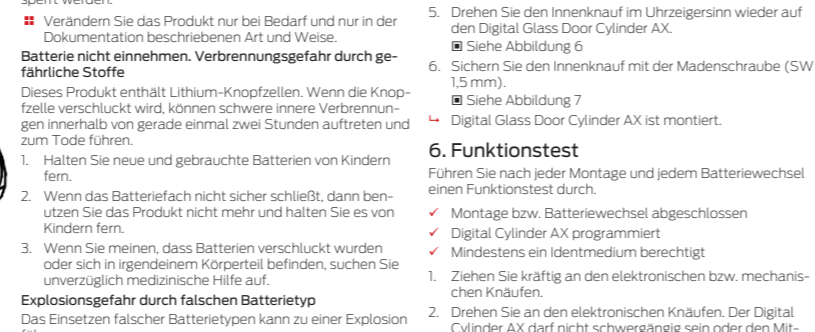 sperrt werden.
Verändern Sie das Produkt nur bei Bedarf und nur in der
Dokumentation beschriebenen Art und Weise.
Batterie nicht einnehmen. Verbrennungsgefahr durch ge-
fährliche Stoffe
Dieses Produkt enthält Lithium-Knopfzellen. Wenn die Knop-
fzelle verschluckt wird, können schwere innere Verbrennun-
gen innerhalb von gerade einmal zwei Stunden auftreten und
zum Tode führen.
1. Halten Sie neue und gebrauchte Batterien von Kindern
fern.
2. Wenn das Batteriefach nicht sicher schließt, dann ben-
utzen Sie das Produkt nicht mehr und halten Sie es von
Kindern fern.
3. Wenn Sie meinen, dass Batterien verschluckt wurden
oder sich in irgendeinem Körperteil befinden, suchen Sie
unverzüglich medizinische Hilfe auf.
Explosionsgefahr durch falschen Batterietyp
Das Einsetzen falscher Batterietypen kann zu einer Explosion
5. Drehen Sie den Innenknauf im Uhrzeigersinn wieder auf
den Digital Glass Door Cylinder AX.
▣ Siehe Abbildung 6
6. Sichern Sie den Innenknauf mit der Madenschraube (SW
1,5 mm).
▣ Siehe Abbildung 7
↳ Digital Glass Door Cylinder AX ist montiert.
6. Funktionstest
Führen Sie nach jeder Montage und jedem Batteriewechsel
einen Funktionstest durch.
✓ Montage bzw. Batteriewechsel abgeschlossen
✓ Digital Cylinder AX programmiert
✓ Mindestens ein Identmedium berechtigt
1. Ziehen Sie kräftig an den elektronischen bzw. mechanis-
chen Knäufen.
2. Drehen Sie an den elektronischen Knäufen. Der Digital
Cylinder AX darf nicht schwergängig sein oder den Mit-